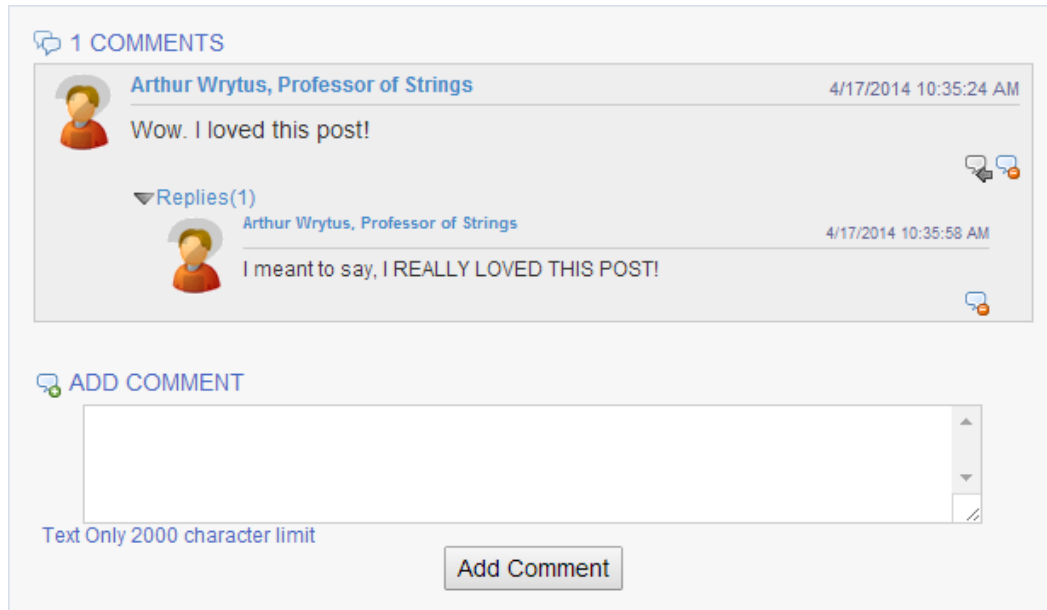 1 COMMENTS
Arthur Wrytus, Professor of Strings 4/17/2014 10:35:24 AM
Wow. I loved this post!
Replies(1)
Arthur Wrytus, Professor of Strings 4/17/2014 10:35:58 AM
I meant to say, I REALLY LOVED THIS POST!
ADD COMMENT
Text Only 2000 character limit
Add Comment